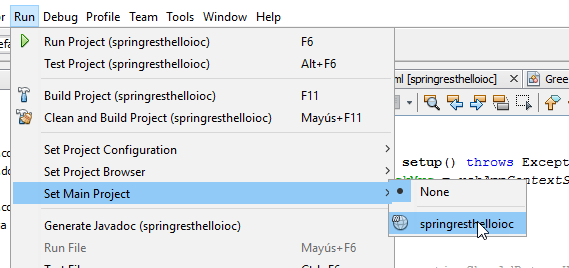 Run Debug Profile Team Tools Window Help
Run Project (springresthelloioc) F6
Test Project (springresthelloioc) Alt+F6
ml [springresthelloioc] Gree
Build Project (springresthelloioc) F11
Clean and Build Project (springresthelloioc) Mayús+F11
Set Project Configuration
setup() throws Except
Set Project Browser
Set Main Project
None
springresthelloioc
Generate Javadoc (springresthelloioc)
Run File Mayús+F6